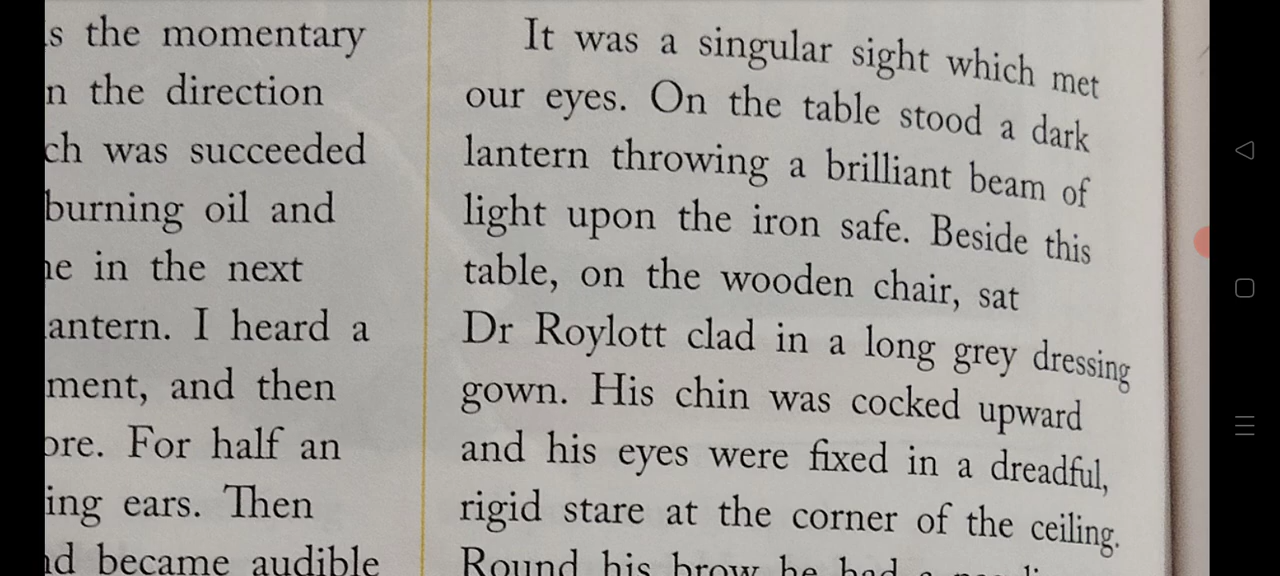 s the momentary
n the direction
ch was succeeded
burning oil and
e in the next
antern. I heard a
ment, and then
ore. For half an
ing ears. Then
d became audible
It was a singular sight which met
our eyes. On the table stood a dark
lantern throwing a brilliant beam of
light upon the iron safe. Beside this
table, on the wooden chair, sat
Dr Roylott clad in a long grey dressing
gown. His chin was cocked upward
and his eyes were fixed in a dreadful,
rigid stare at the corner of the ceiling.
Round his brow he had a